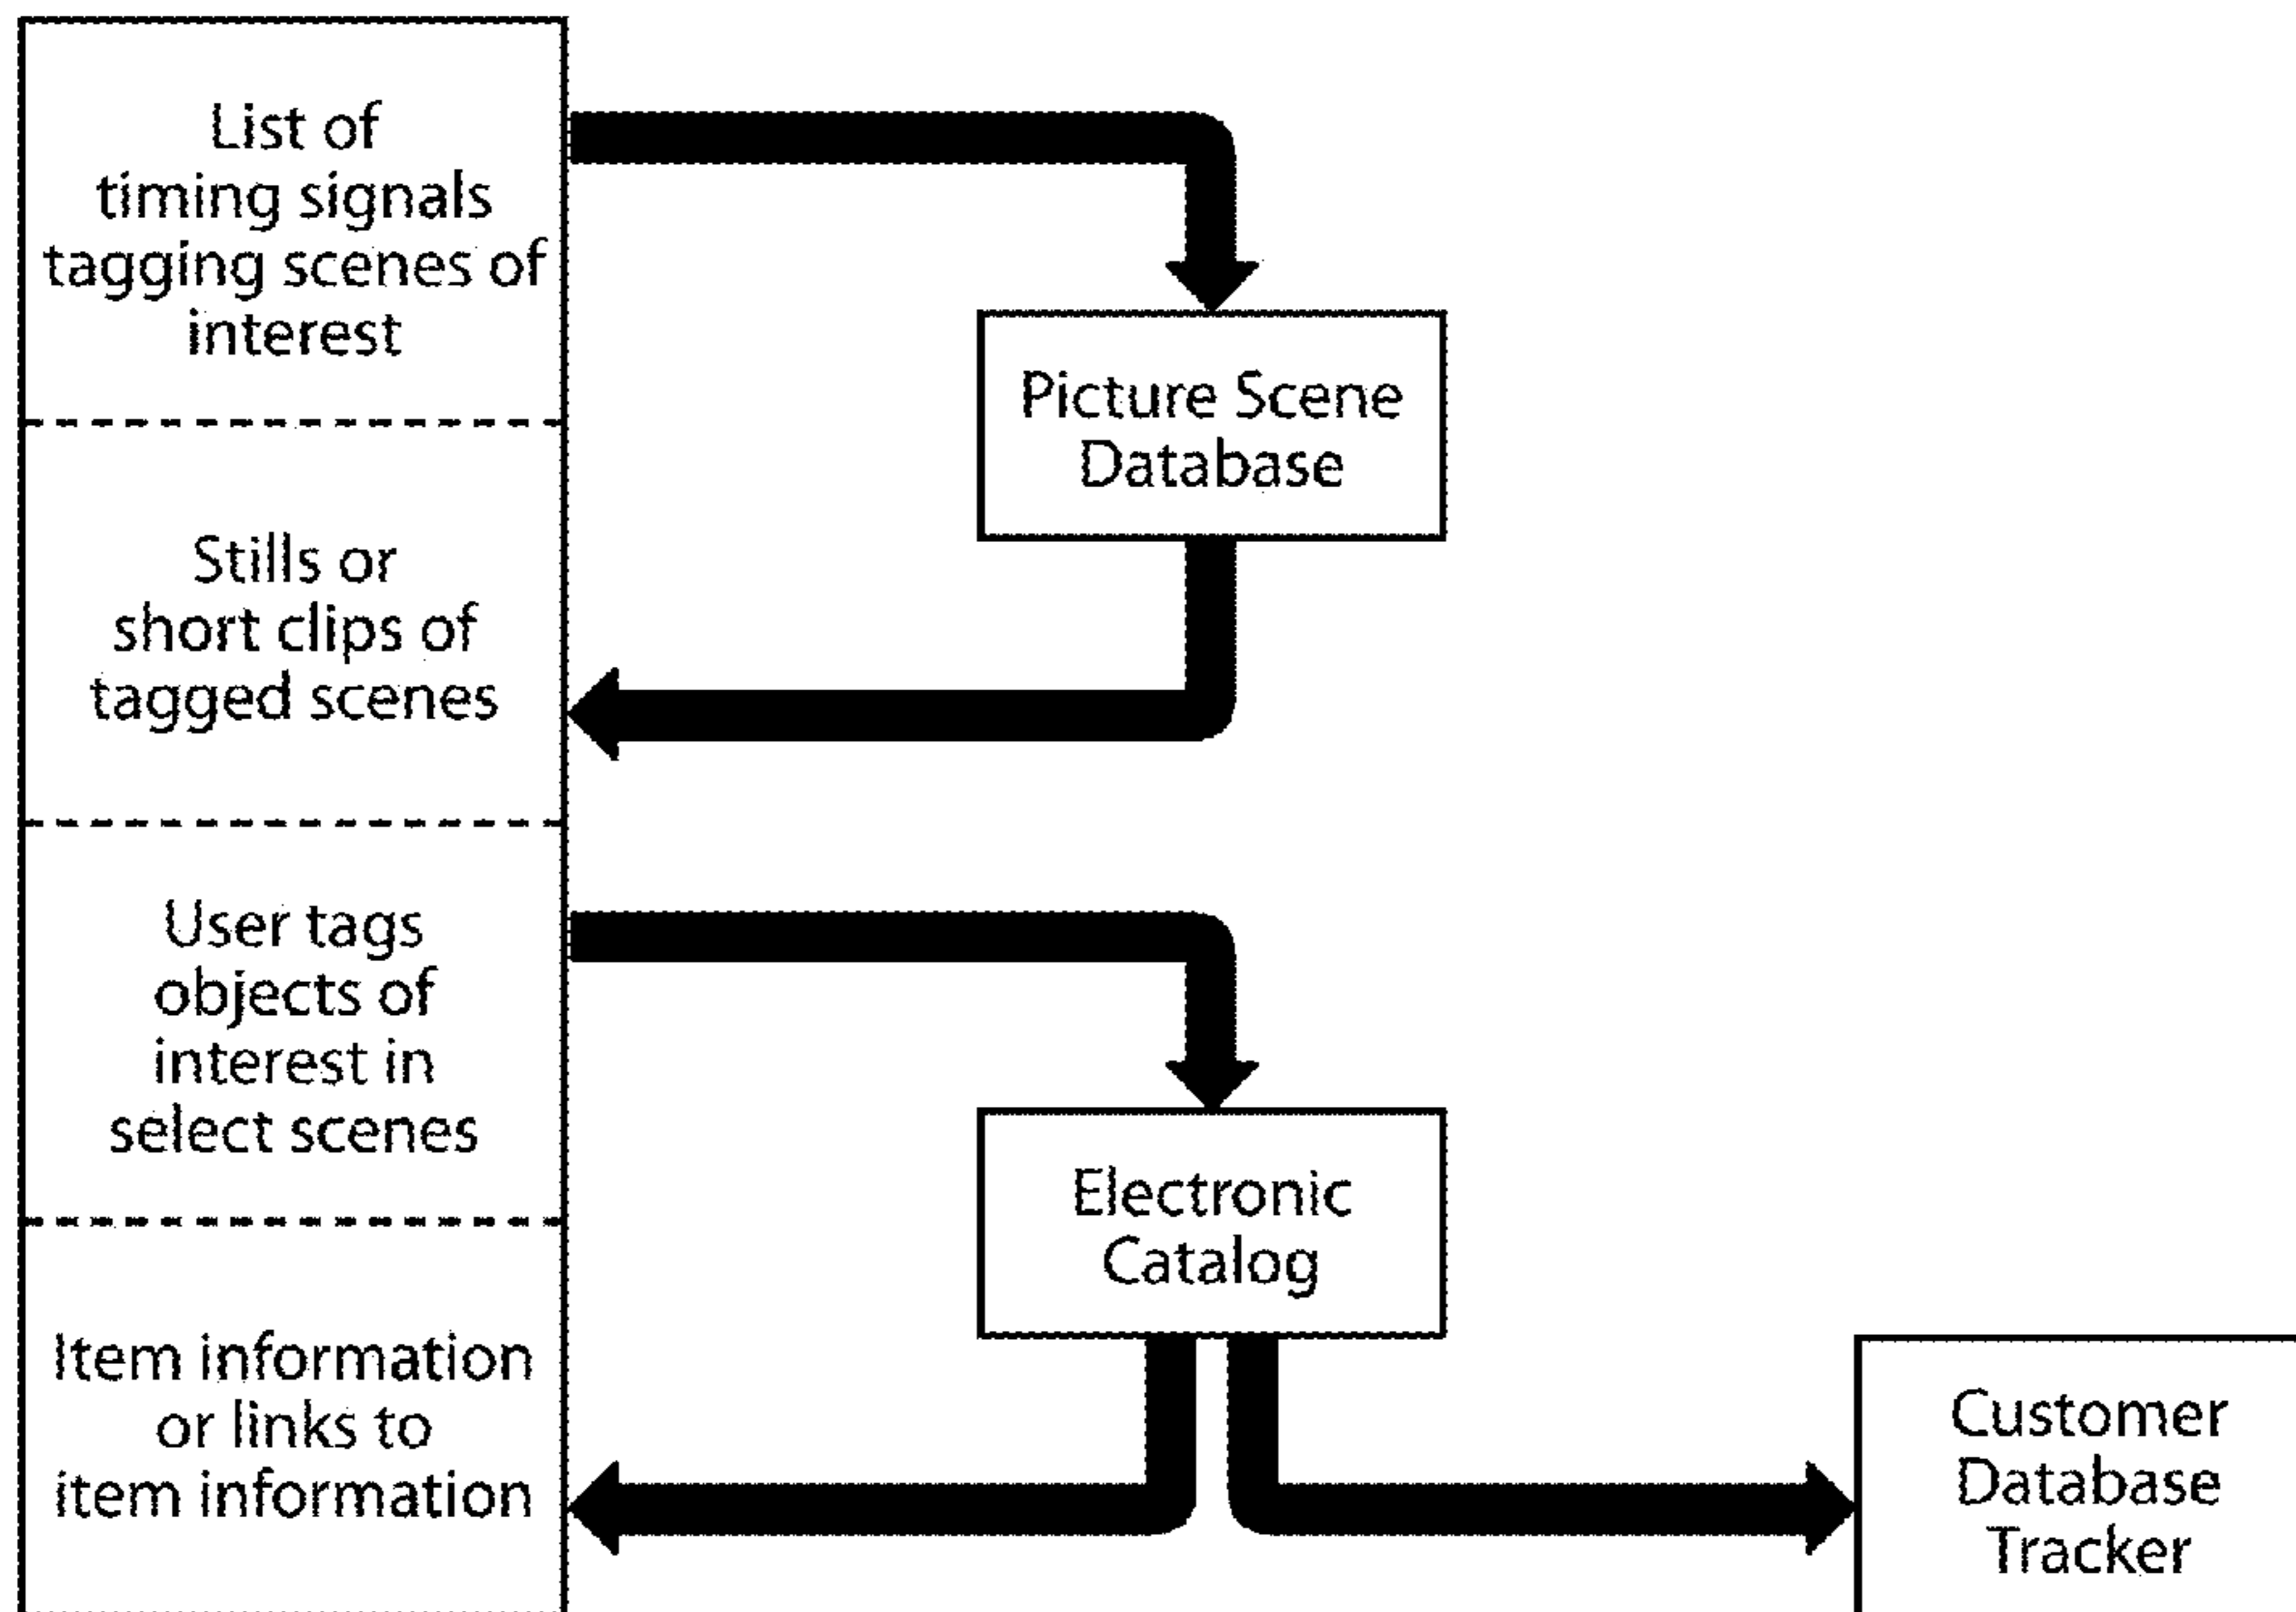 List of
timing signals
tagging scenes of
interest
Picture Scene
Database
Stills or
short clips of
tagged scenes
User tags
objects of
interest in
select scenes
Electronic
Catalog
Item information
or links to
item information
Customer
Database
Tracker